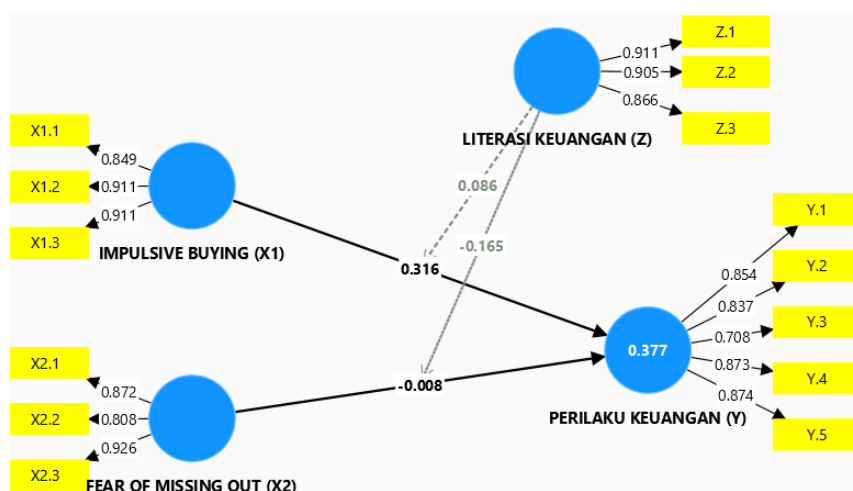 Z.1
0.911
0.905
Z.2
0.866
Z.3
LITERASI KEUANGAN (Z)
X1.1
0.849
X1.2
0.911
0.911
X1.3
IMPULSIVE BUYING (X1)
0.086
-0.165
0.316
Y.1
0.854
Y.2
0.837
Y.3
0.708
0.377
0.873
Y.4
0.874
Y.5
PERILAKU KEUANGAN (Y)
-0.008
X2.1
0.872
X2.2
0.808
0.926
X2.3
FEAR OF MISSING OUT (X2)